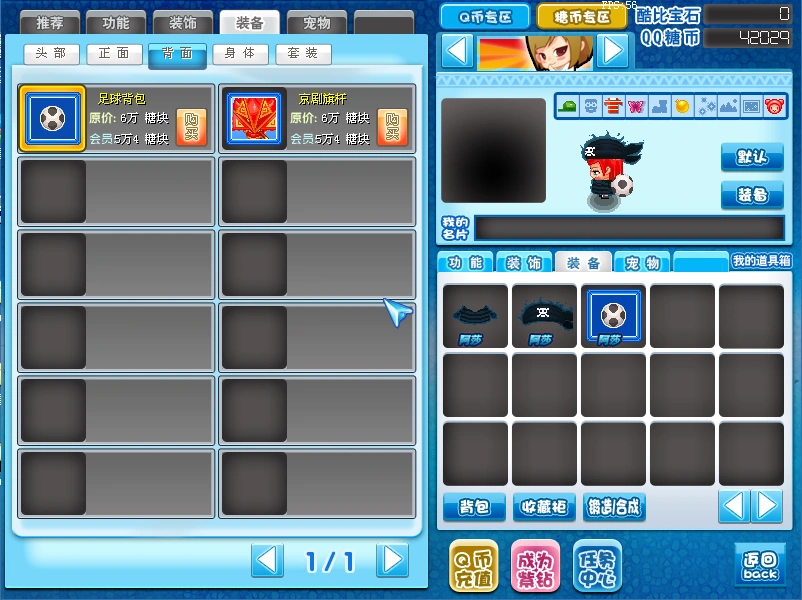 推荐 功能 装饰 装备 宠物
头部 正面 背面 身体 套装
足球背包
原价: 6万 糖块
会员5万4 糖块
购买
京剧旗杆
原价: 6万 糖块
会员5万4 糖块
购买
1/1
Q币专区 糖币专区
FPS:56
酷比宝石 0
QQ糖币 42029
默认
装备
我的名片
功能 装饰 装备 宠物 我的道具箱
阿莎 阿莎 阿莎
背包 收藏柜 锻造/合成
Q币充值
成为紫钻
任务中心
返回
back